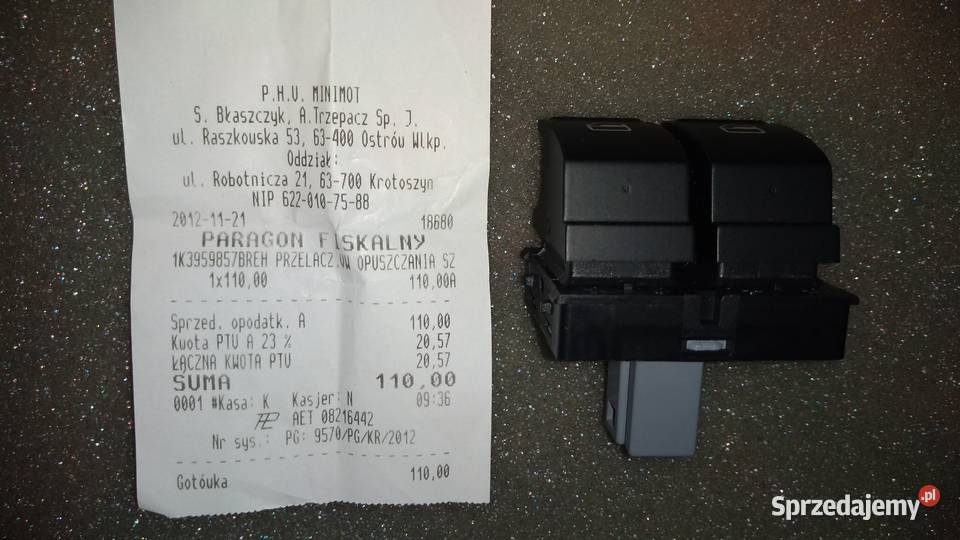 P.H.U. MINIMOT
S. Błaszczyk, A.Trzepacz Sp. J.
ul. Raszkouska 53, 63-400 Ostróu Wlkp.
Oddział:
ul. Robotnicza 21, 63-700 Krotoszyn
NIP 622-010-75-88
2012-11-21 18680
PARAGON FISKALNY
1K3959857BREH PRZELACZ.VW OPUSZCZANIA SZ
1x110,00 110,00A
Sprzed. opodatk. A 110,00
Kuota PTU A 23 % 20,57
ŁĄCZNA KWOTA PTU 20,57
SUMA 110,00
0001 #Kasa: K Kasjer: N 09:36
AET 08216442
Nr sys.: PG: 9570/PG/KR/2012
Gotóuka 110,00
Sprzedajemy.pl